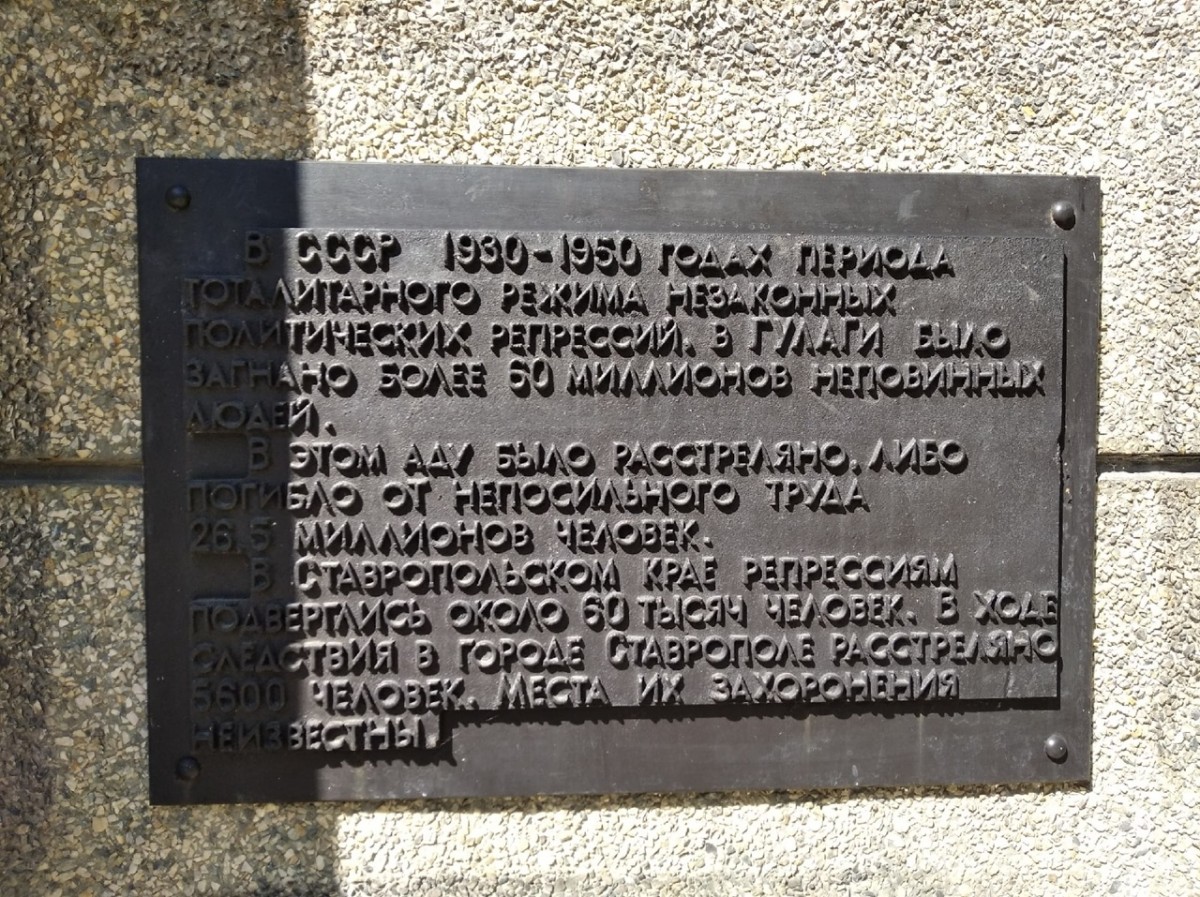 В СССР 1930-1950 ГОДАХ ПЕРИОДА
ТОТАЛИТАРНОГО РЕЖИМА НЕЗАКОННЫХ
ПОЛИТИЧЕСКИХ РЕПРЕССИЙ. В ГУЛАГИ БЫЛО
ЗАГНАНО БОЛЕЕ 60 МИЛЛИОНОВ НЕПОВИННЫХ
ЛЮДЕЙ.
В ЭТОМ АДУ БЫЛО РАССТРЕЛЯНО, ЛИБО
ПОГИБЛО ОТ НЕПОСИЛЬНОГО ТРУДА
26.5 МИЛЛИОНОВ ЧЕЛОВЕК.
В СТАВРОПОЛЬСКОМ КРАЕ РЕПРЕССИЯМ
ПОДВЕРГЛИСЬ ОКОЛО 60 ТЫСЯЧ ЧЕЛОВЕК. В ХОДЕ
СЛЕДСТВИЯ В ГОРОДЕ СТАВРОПОЛЕ РАССТРЕЛЯНО
5600 ЧЕЛОВЕК. МЕСТА ИХ ЗАХОРОНЕНИЯ
НЕИЗВЕСТНЫ.